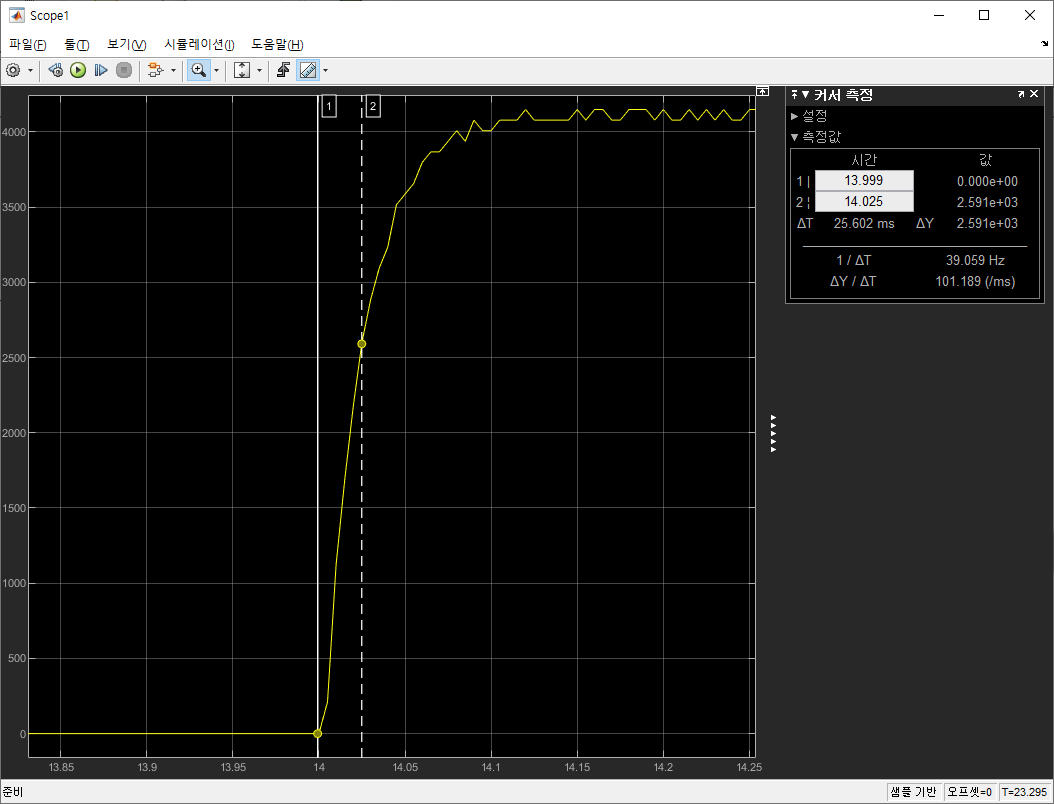 Scope1
파일(F) 툴(T) 보기(V) 시뮬레이션(I) 도움말(H)
1 2
4000
3500
3000
2500
2000
1500
1000
500
0
13.85 13.9 13.95 14 14.05 14.1 14.15 14.2 14.25
커서 측정
설정
측정값
시간 값
1 | 13.999 0.000e+00
2 ¦ 14.025 2.591e+03
ΔT 25.602 ms ΔY 2.591e+03
1 / ΔT 39.059 Hz
ΔY / ΔT 101.189 (/ms)
준비 샘플 기반 오프셋=0 T=23.295